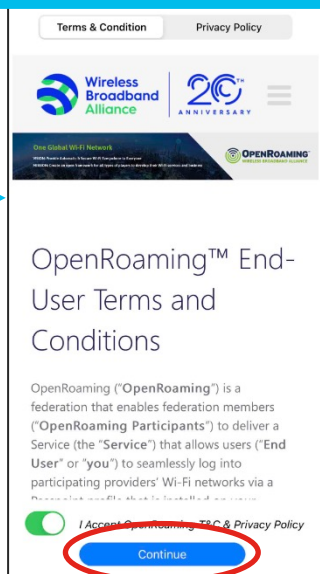 Terms & Condition
Privacy Policy
Wireless
Broadband
Alliance
20
TM
ANNIVERSARY
One Global Wi-Fi Network
OPENROAMING
WIRELESS BROADBAND ALLIANCE
OpenRoaming™ End-
User Terms and
Conditions
OpenRoaming (“OpenRoaming”) is a
federation that enables federation members
(“OpenRoaming Participants”) to deliver a
Service (the “Service”) that allows users (“End
User” or “you”) to seamlessly log into
participating providers' Wi-Fi networks via a
I Accept OpenRoaming T&C & Privacy Policy
Continue